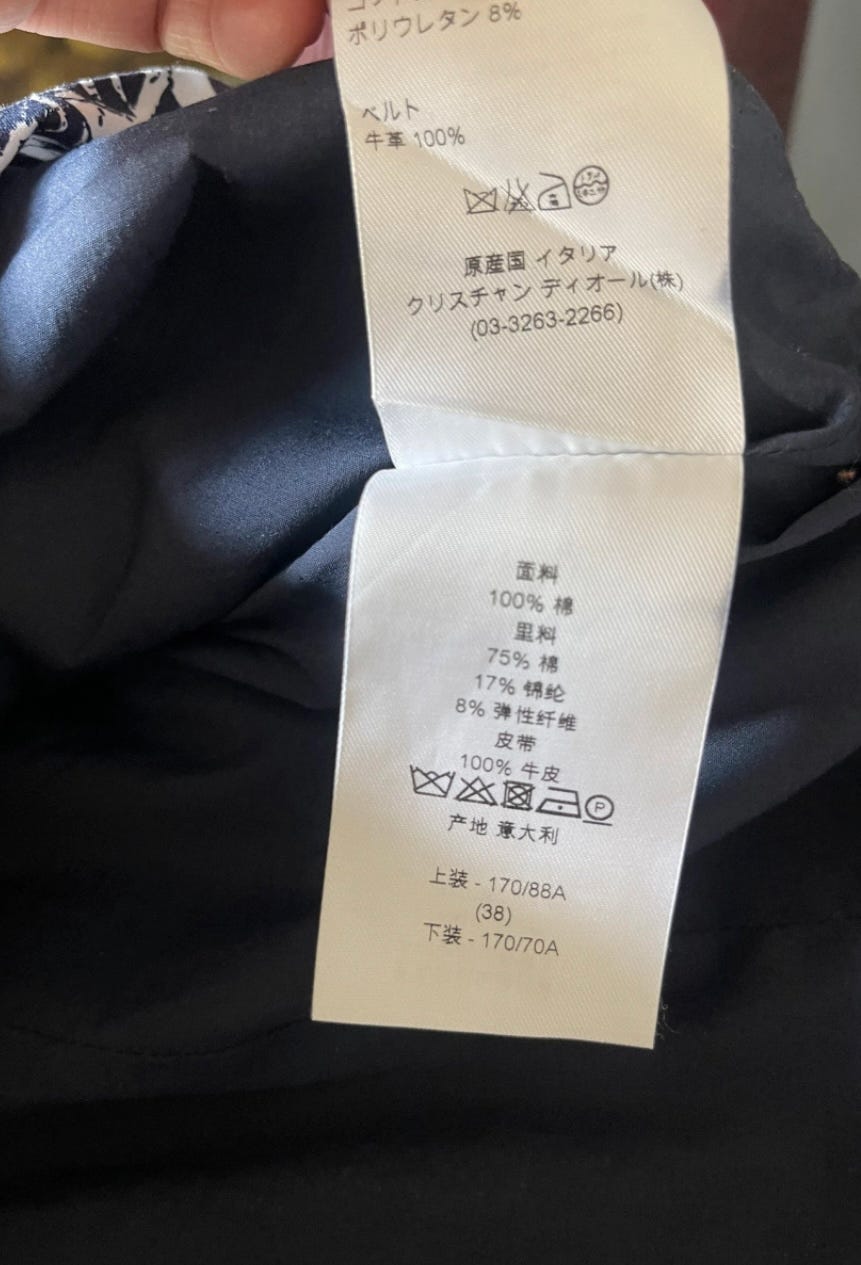 ポリウレタン 8%
ベルト
牛革 100%
原産国 イタリア
クリスチャン ディオール(株)
(03-3263-2266)
面料
100% 棉
里料
75% 棉
17% 锦纶
8% 弹性纤维
皮带
100% 牛皮
P
产地 意大利
上装 - 170/88A
(38)
下装 - 170/70A